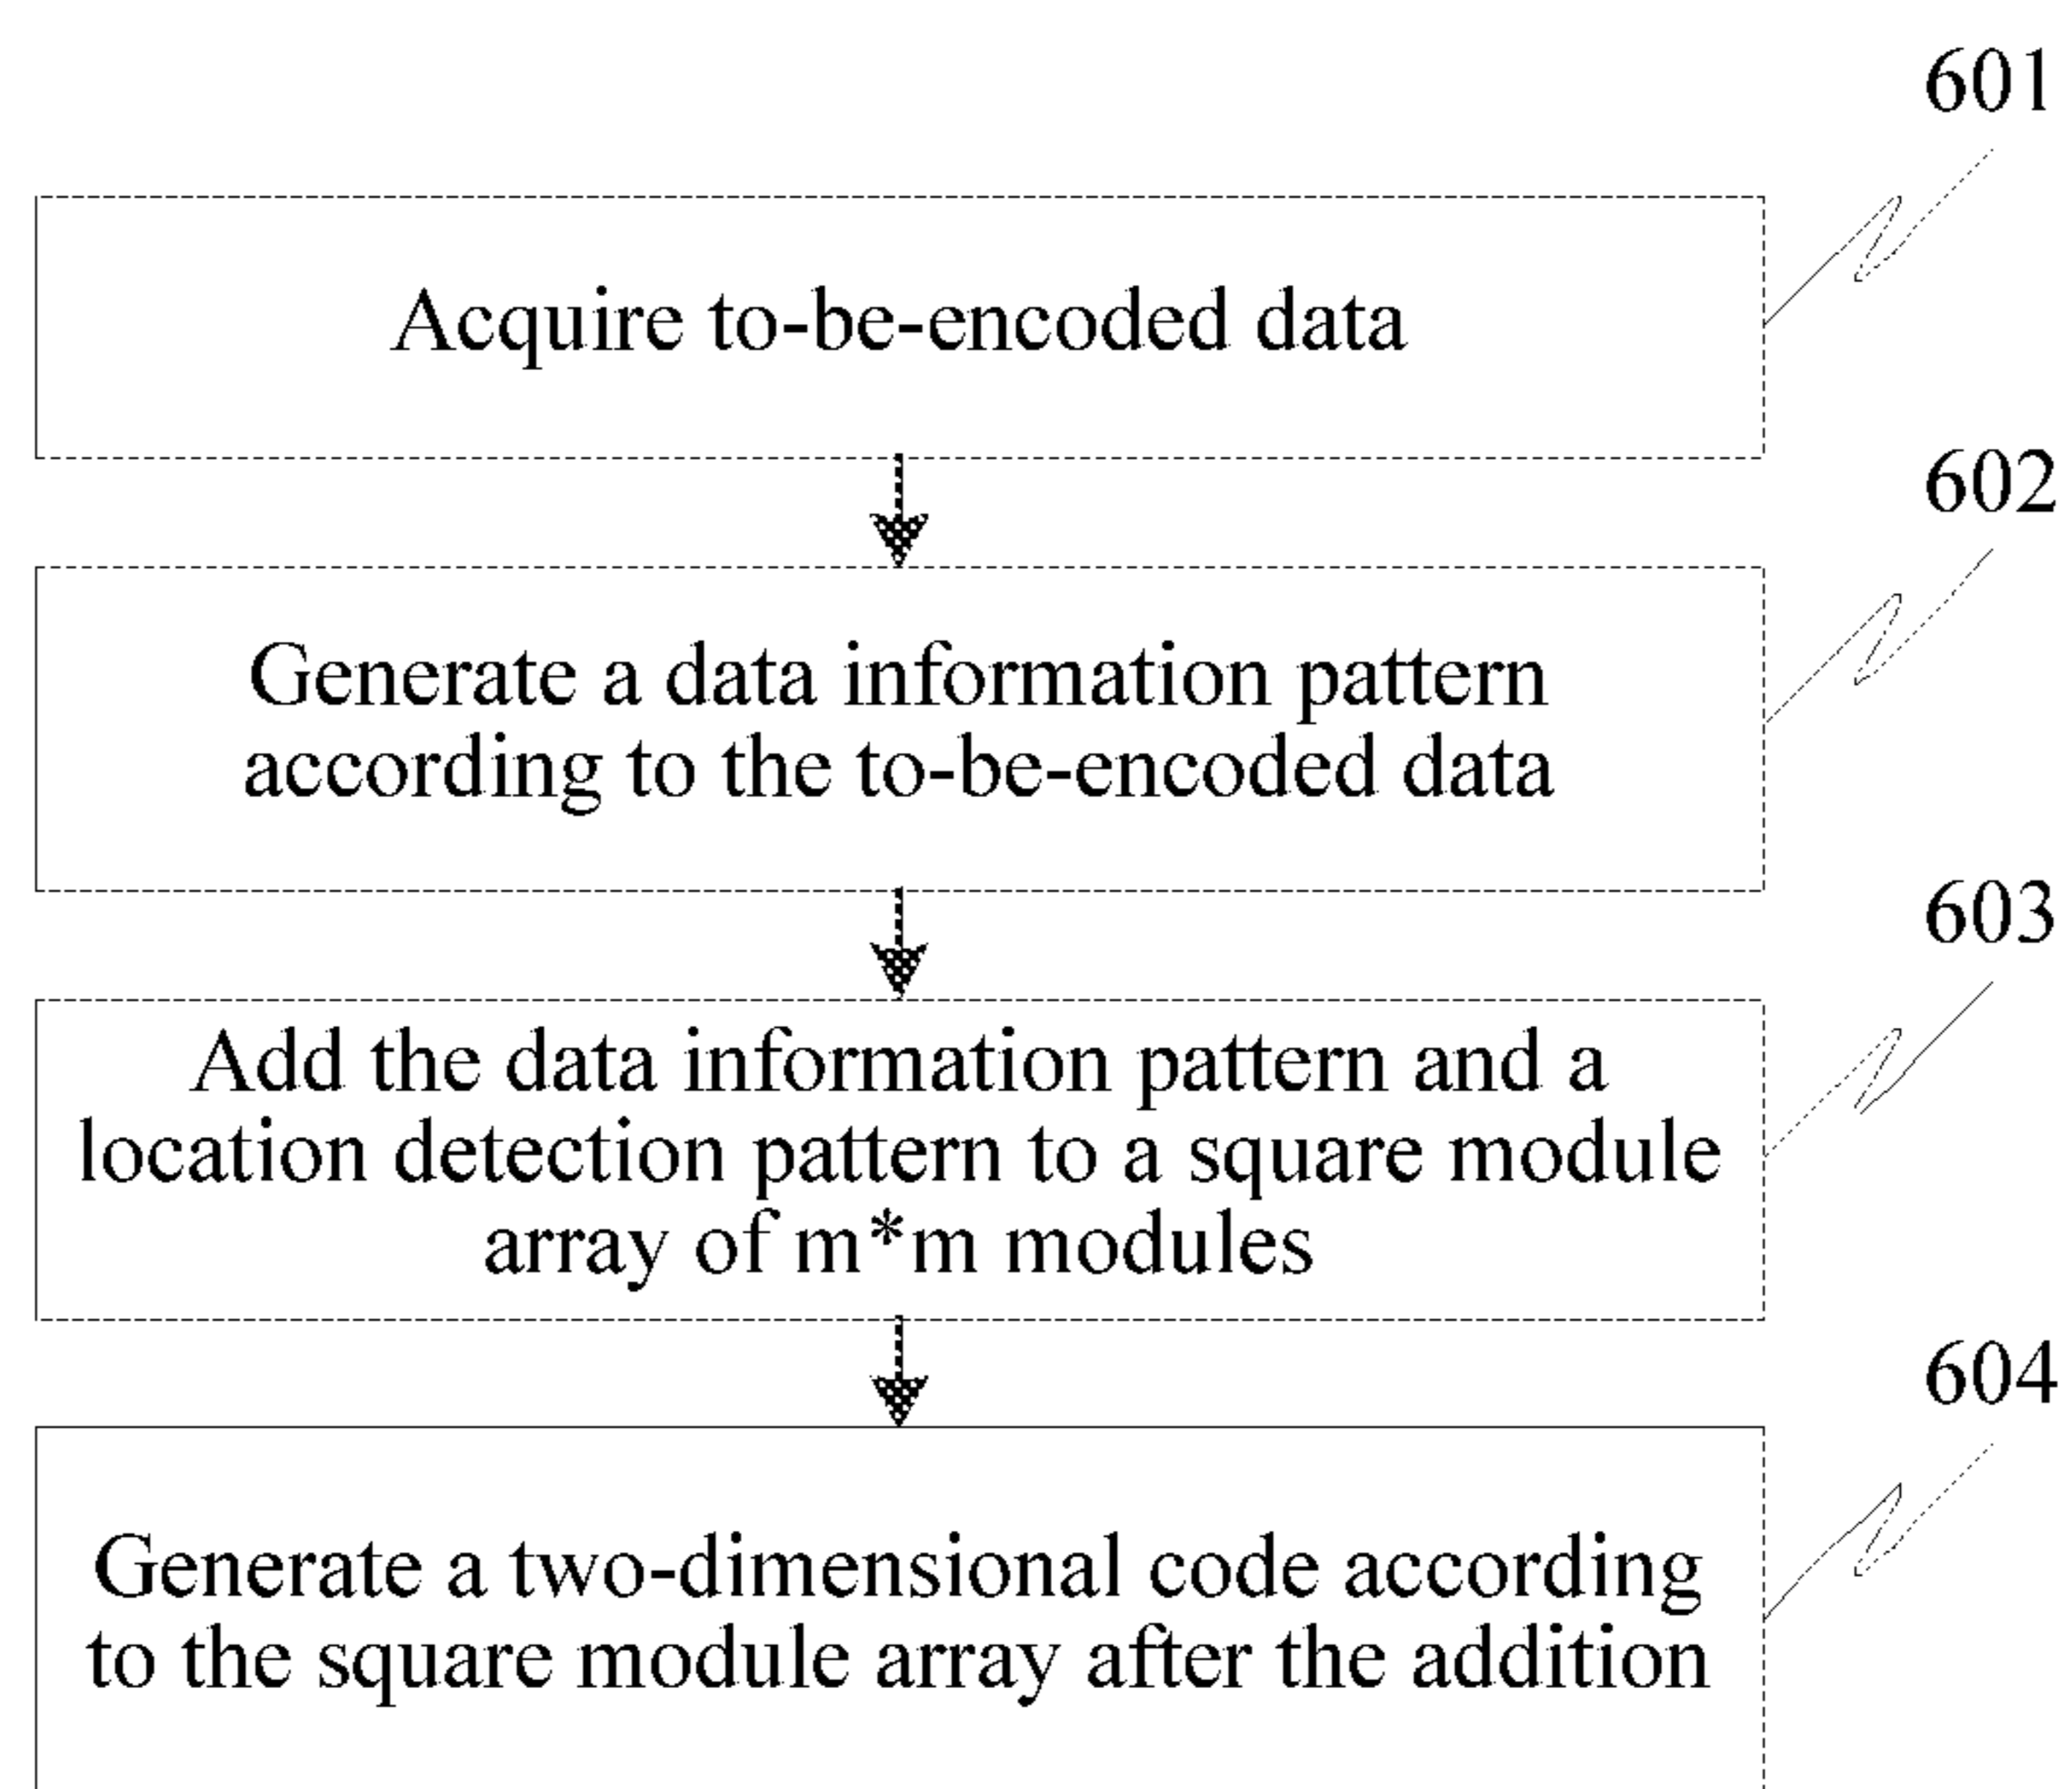 601
Acquire to-be-encoded data
602
Generate a data information pattern
according to the to-be-encoded data
603
Add the data information pattern and a
location detection pattern to a square module
array of m*m modules
604
Generate a two-dimensional code according
to the square module array after the addition